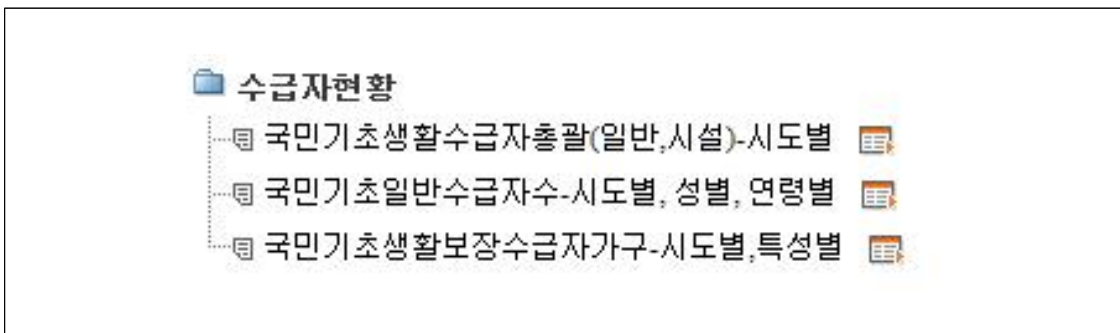 수급자현황
국민기초생활수급자총괄(일반,시설)-시도별
국민기초일반수급자수-시도별, 성별, 연령별
국민기초생활보장수급자가구-시도별,특성별